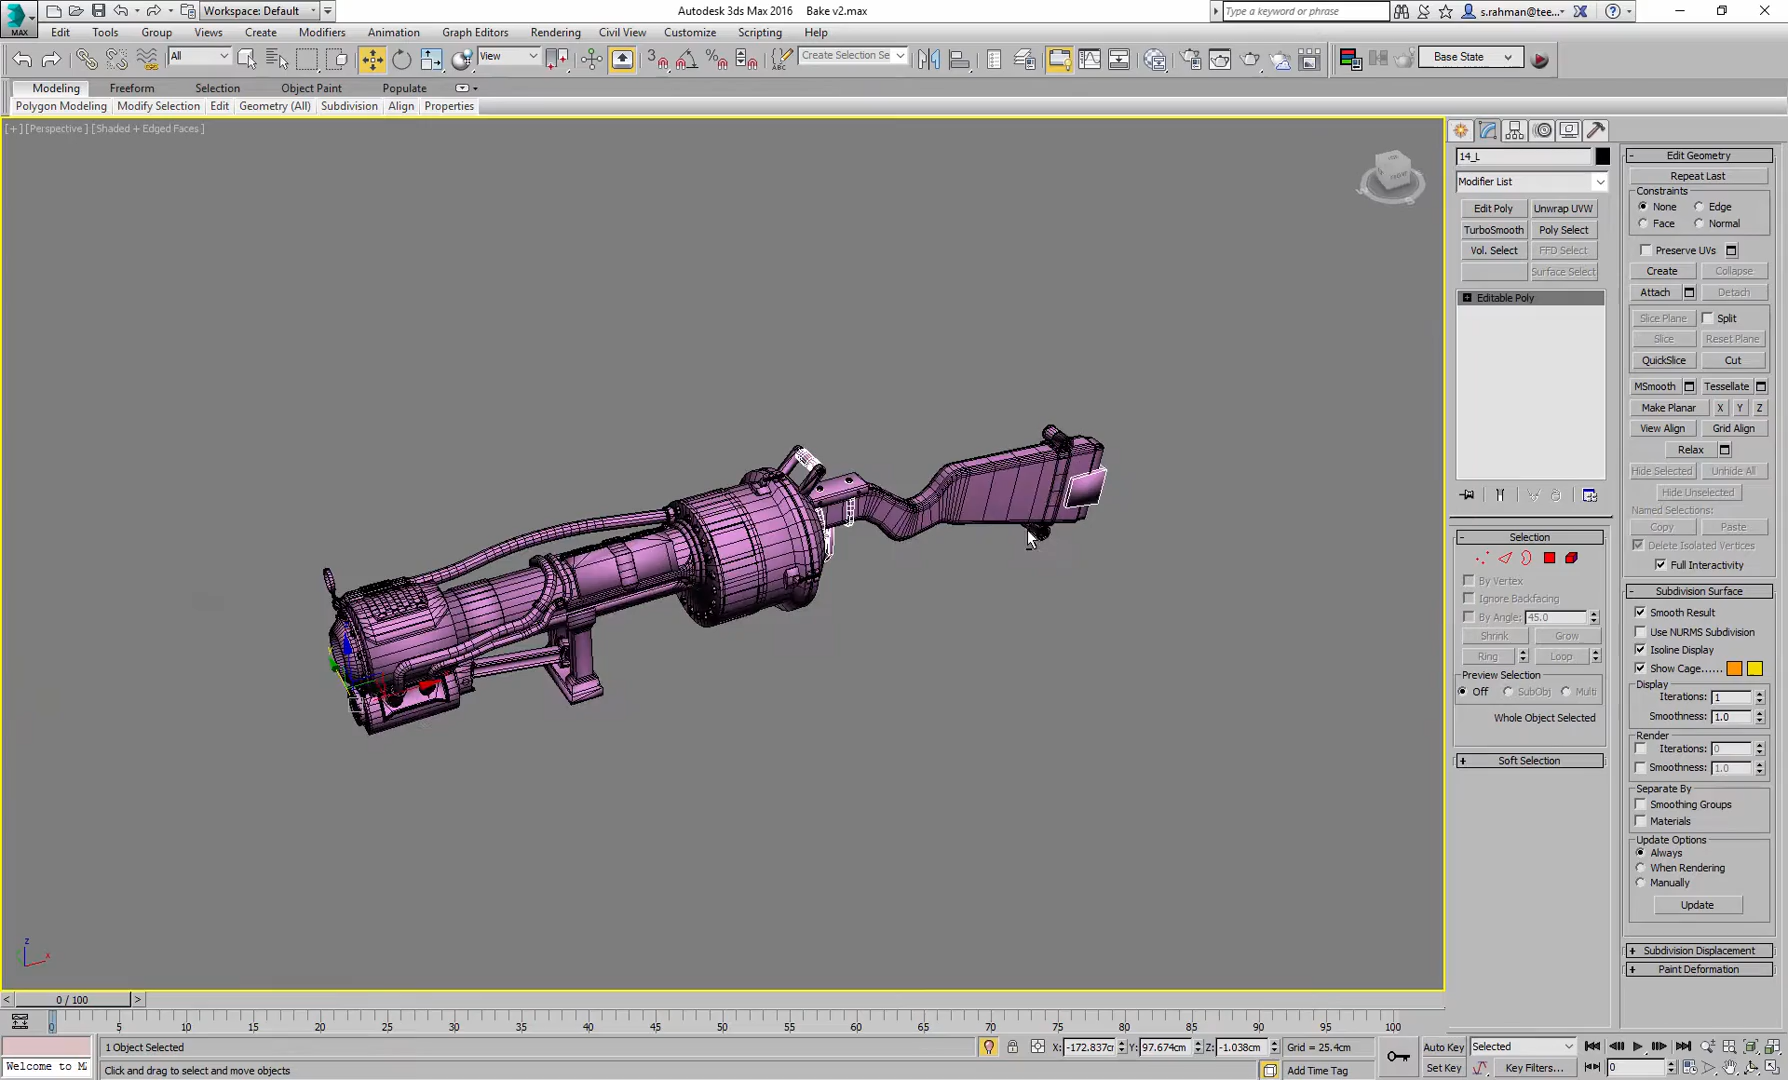 MAX
Workspace: Default
Autodesk 3ds Max 2016 Bake v2.max
Type a keyword or phrase
s.rahman@tee...
Edit Tools Group Views Create Modifiers Animation Graph Editors Rendering Civil View Customize Scripting Help
All
View
Create Selection Se
Base State
Modeling Freeform Selection Object Paint Populate
Polygon Modeling Modify Selection Edit Geometry (All) Subdivision Align Properties
[+] [Perspective ] [Shaded + Edged Faces ]
FRONT
14_L
Modifier List
Edit Poly Unwrap UVW
TurboSmooth Poly Select
Vol. Select FFD Select
Surface Select
Editable Poly
Selection
By Vertex
Ignore Backfacing
By Angle: 45.0
Shrink Grow
Ring Loop
Preview Selection
Off SubObj Multi
Whole Object Selected
Soft Selection
Edit Geometry
Repeat Last
Constraints
None Edge
Face Normal
Preserve UVs
Create Collapse
Attach Detach
Slice Plane Split
Slice Reset Plane
QuickSlice Cut
MSmooth Tessellate
Make Planar X Y Z
View Align Grid Align
Relax
Hide Selected Unhide All
Hide Unselected
Named Selections:
Copy Paste
Delete Isolated Vertices
Full Interactivity
Subdivision Surface
Smooth Result
Use NURMS Subdivision
Isoline Display
Show Cage......
Display
Iterations: 1
Smoothness: 1.0
Render
Iterations: 0
Smoothness: 1.0
Separate By
Smoothing Groups
Materials
Update Options
Always
When Rendering
Manually
Update
Subdivision Displacement
Paint Deformation
z
x
0 / 100
0 5 10 15 20 25 30 35 40 45 50 55 60 65 70 75 80 85 90 95 100
1 Object Selected
X: -172.837cm Y: 97.674cm Z: -1.038cm Grid = 25.4cm
Auto Key Selected
Welcome to MA
Click and drag to select and move objects
Add Time Tag
Set Key Key Filters... 0